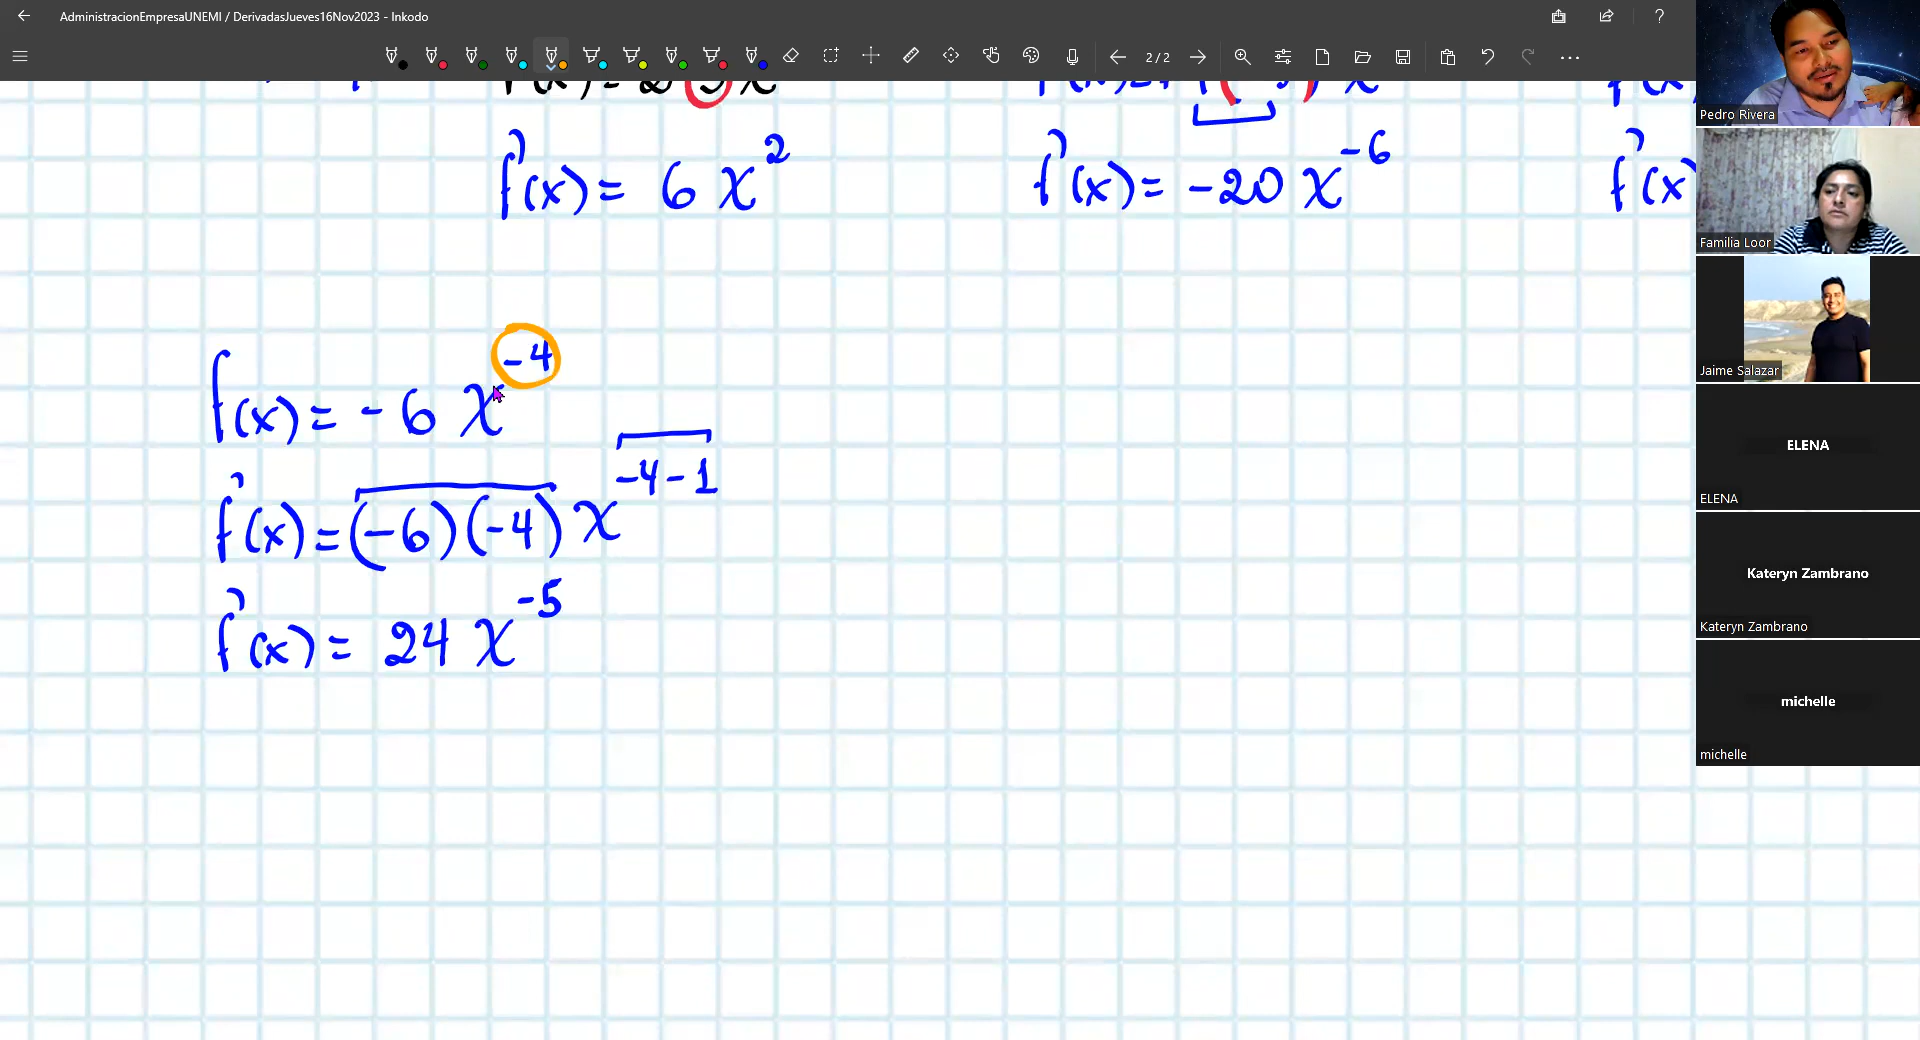 AdministracionEmpresaUNEMI / DerivadasJueves16Nov2023 - Inkodo
2 / 2
f'(x) = 6 x^2
f'(x) = -20 x^-6
f'(x)
f(x) = -6 x^-4
f'(x) = (-6)(-4) x^-4-1
f'(x) = 24 x^-5
Pedro Rivera
Familia Loor
Jaime Salazar
ELENA
ELENA
Kateryn Zambrano
Kateryn Zambrano
michelle
michelle